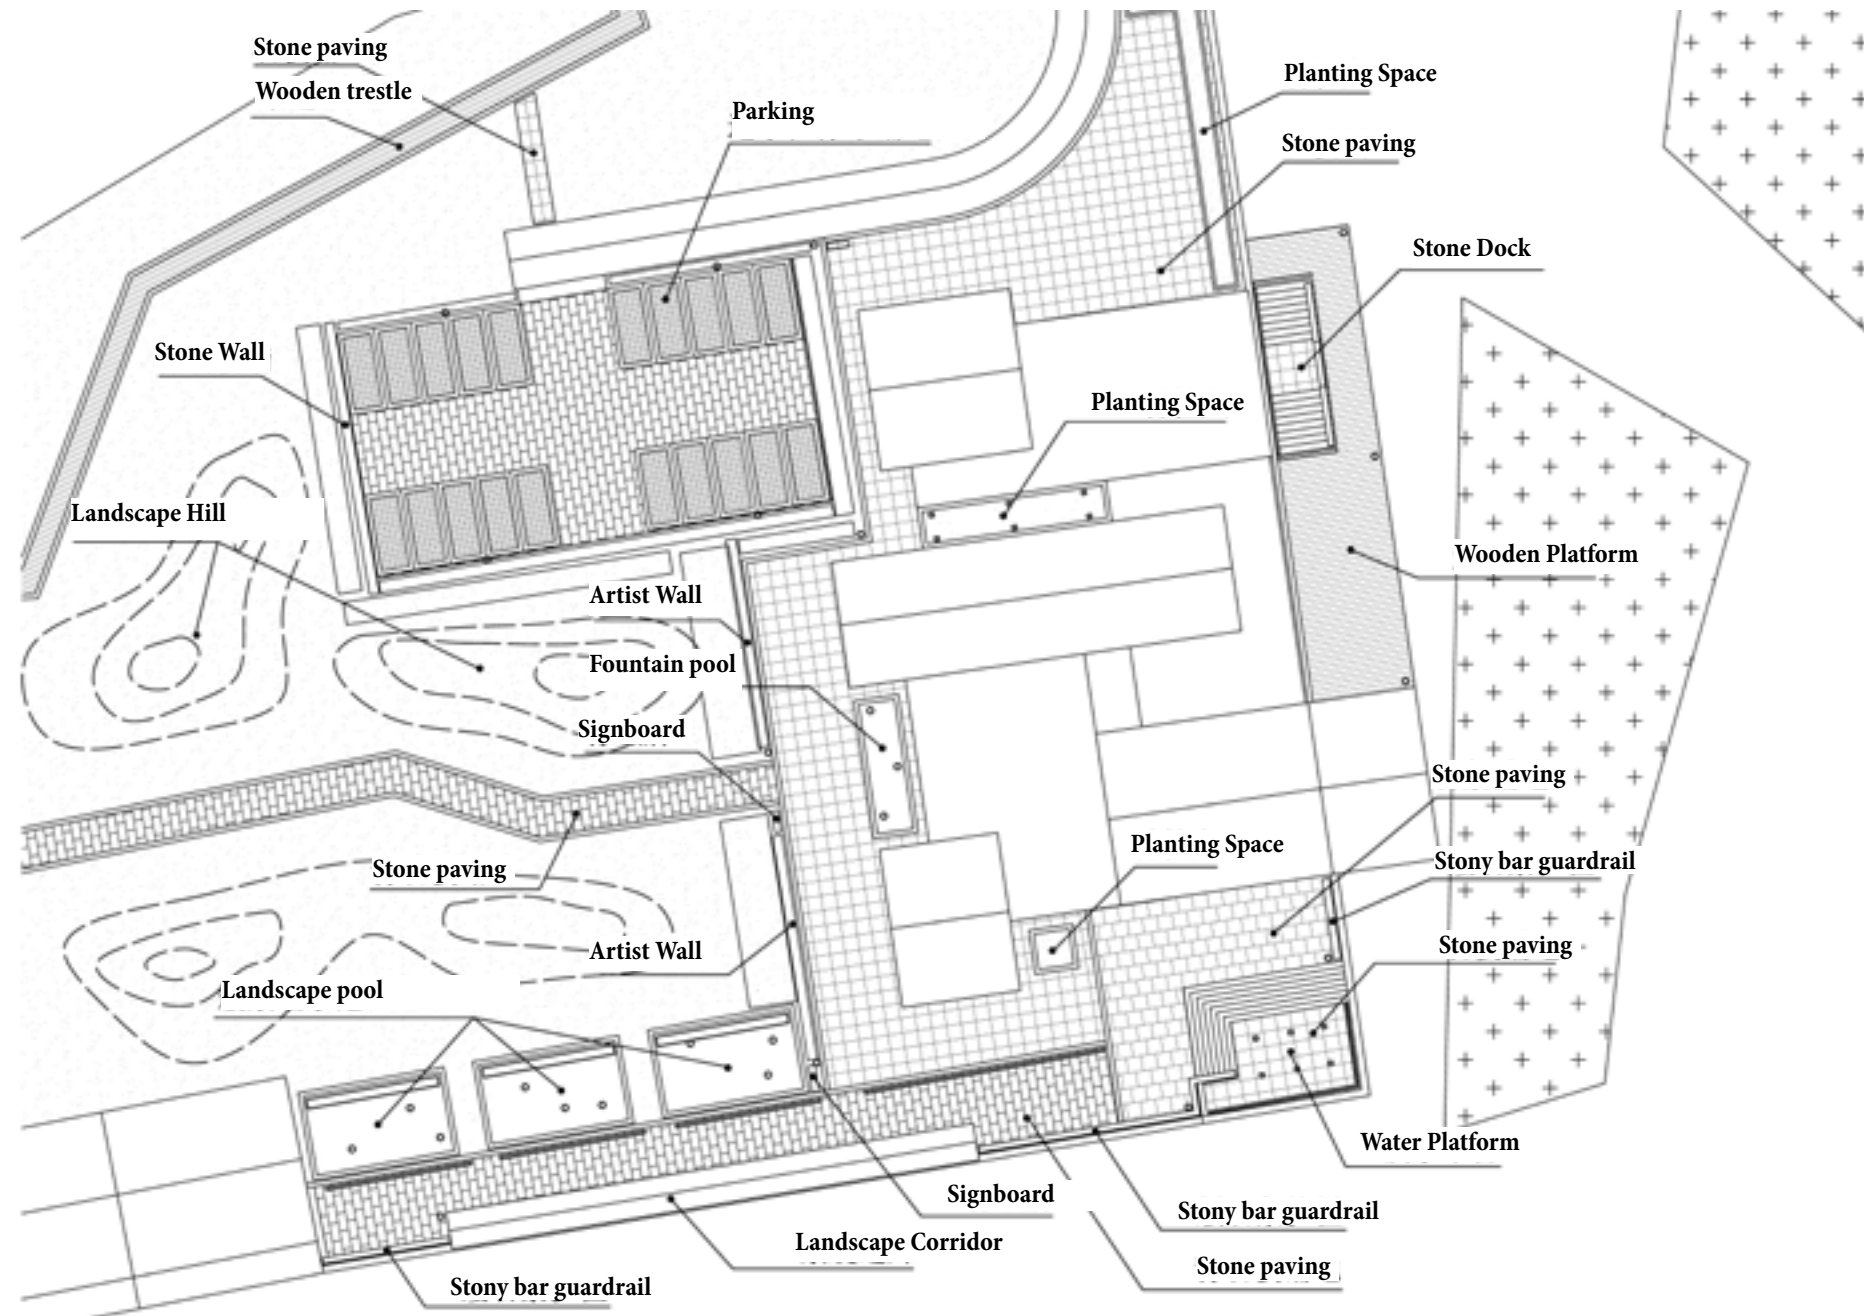 Stone paving
Wooden trestle
Parking
Planting Space
Stone paving
Stone Dock
Stone Wall
Planting Space
Landscape Hill
Wooden Platform
Artist Wall
Fountain pool
Signboard
Stone paving
Planting Space
Stone paving
Stony bar guardrail
Artist Wall
Stone paving
Landscape pool
Water Platform
Signboard
Stony bar guardrail
Landscape Corridor
Stone paving
Stony bar guardrail